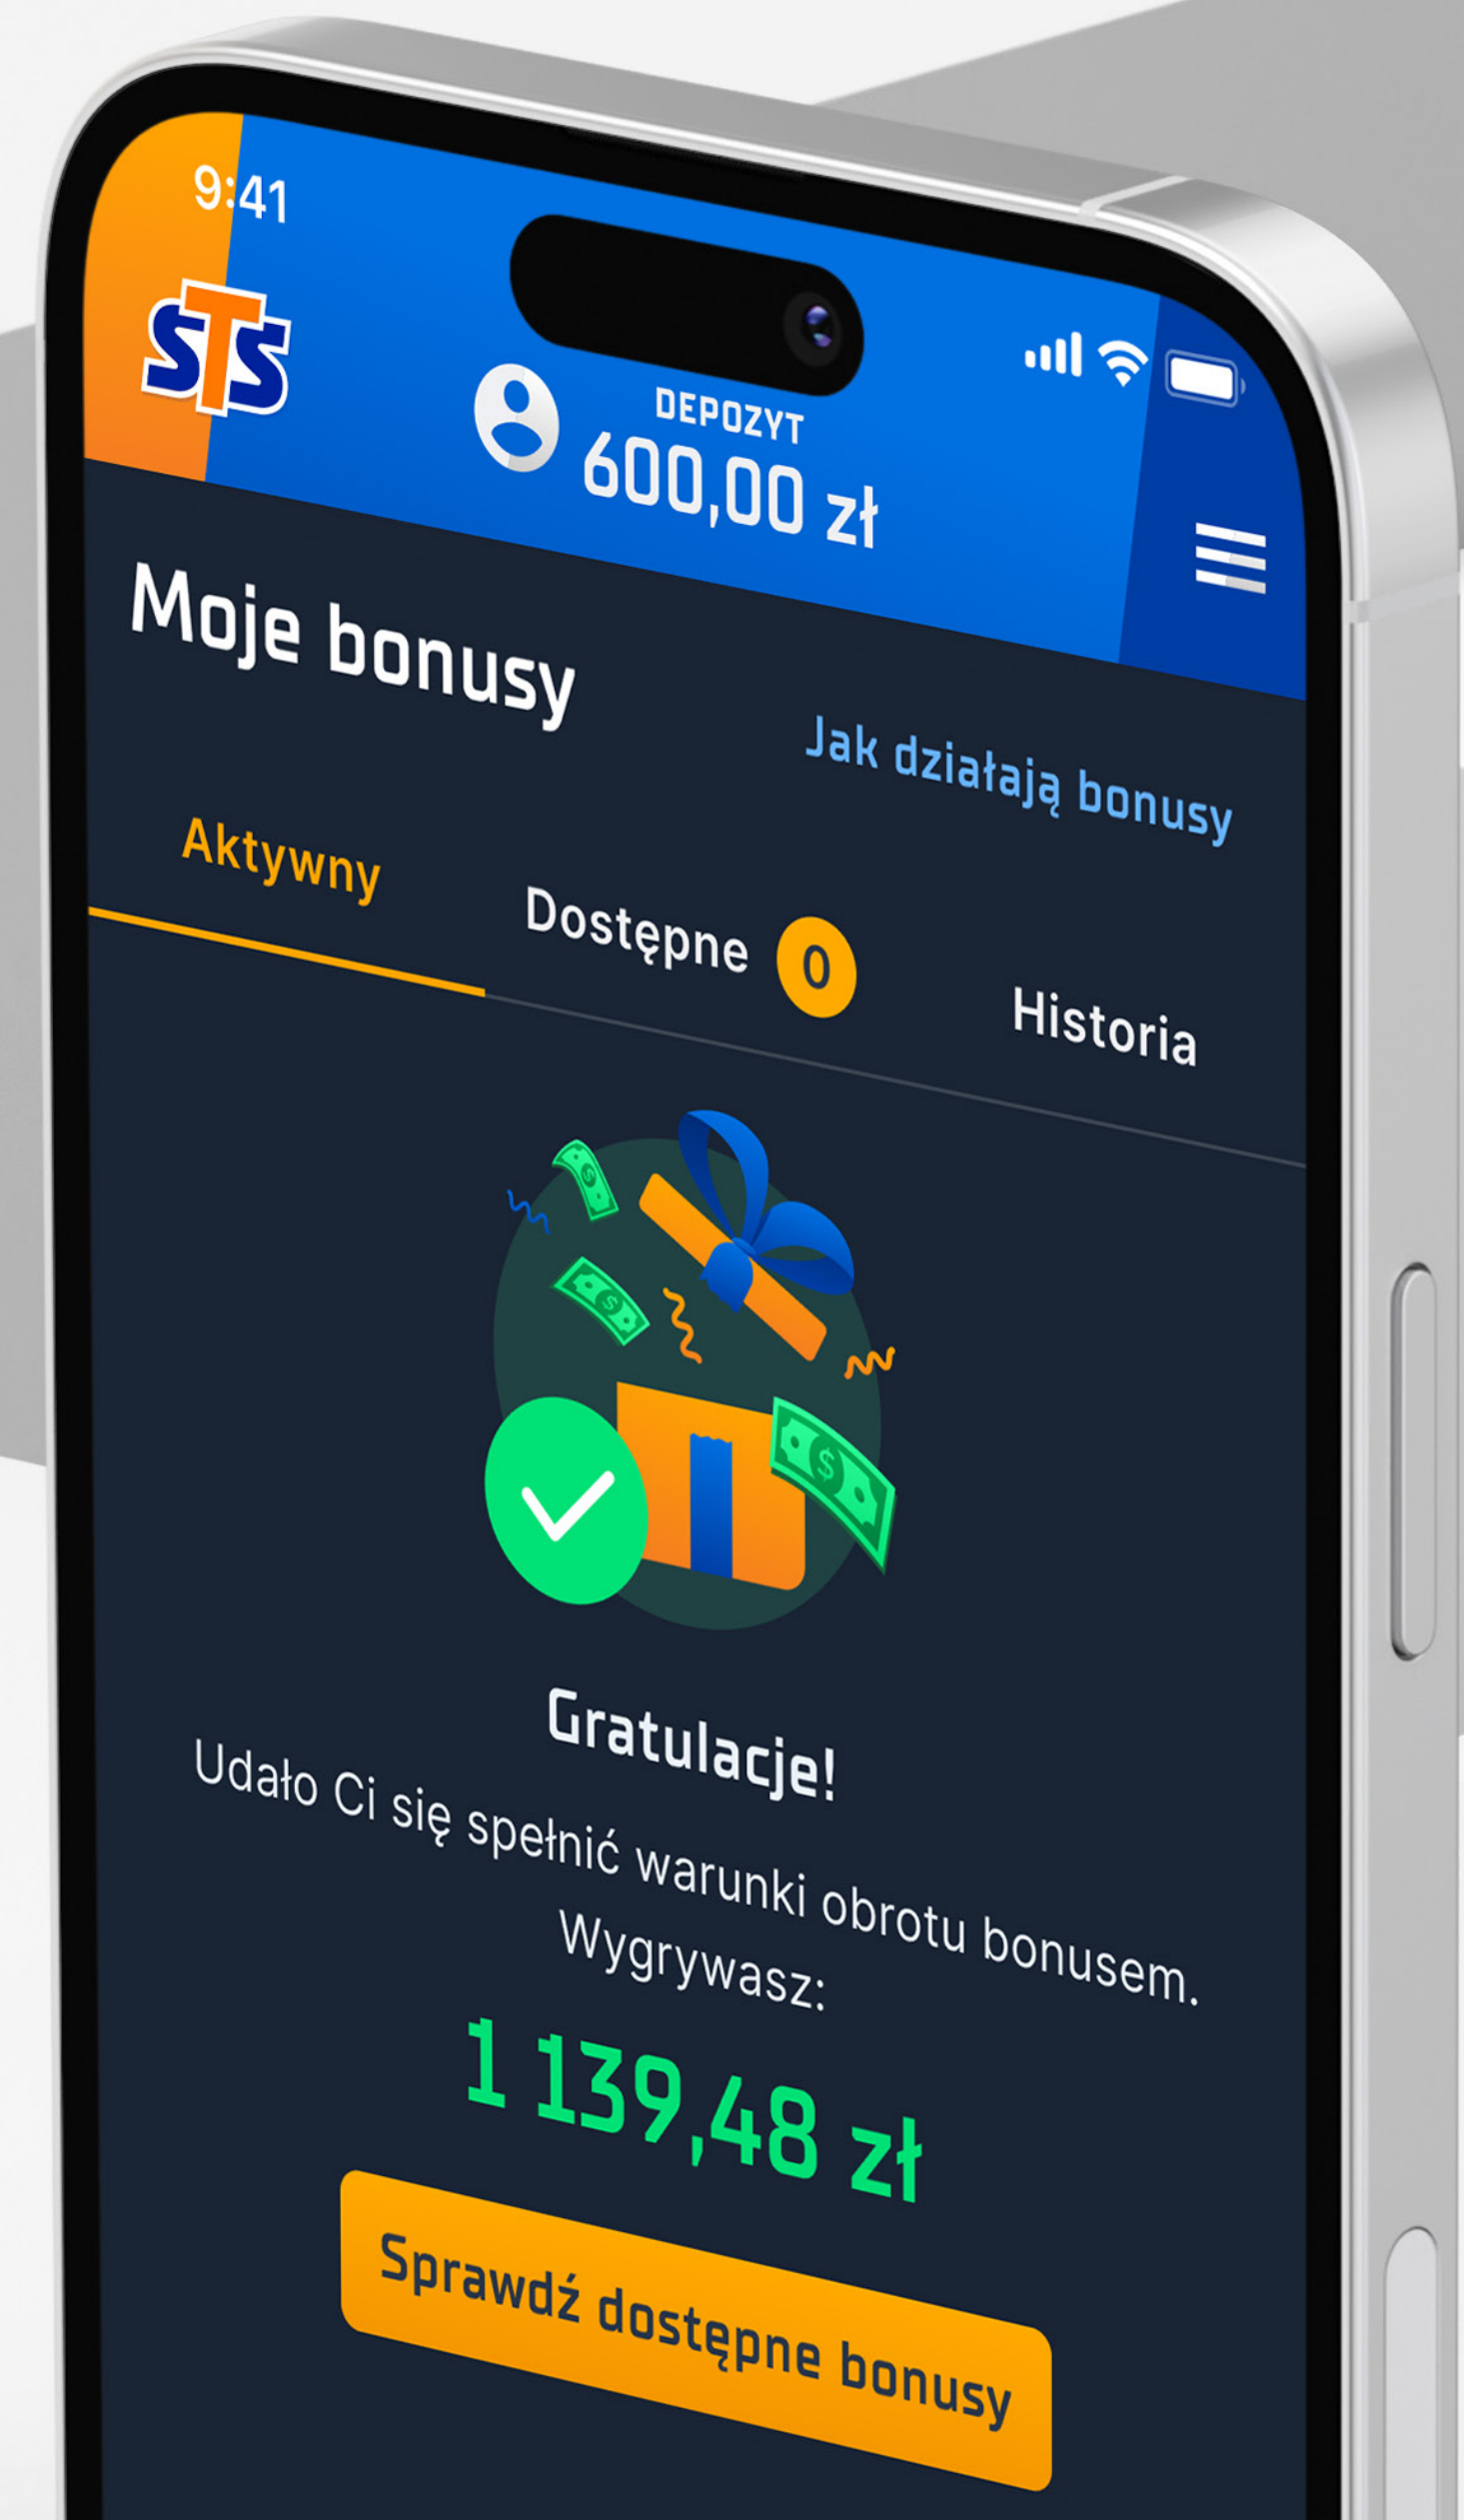 9:41
STS
DEPOZYT
600,00 zł
Moje bonusy
Jak działają bonusy
Aktywny
Dostępne 0
Historia
Gratulacje!
Udało Ci się spełnić warunki obrotu bonusem.
Wygrywasz:
1 139,48 zł
Sprawdź dostępne bonusy